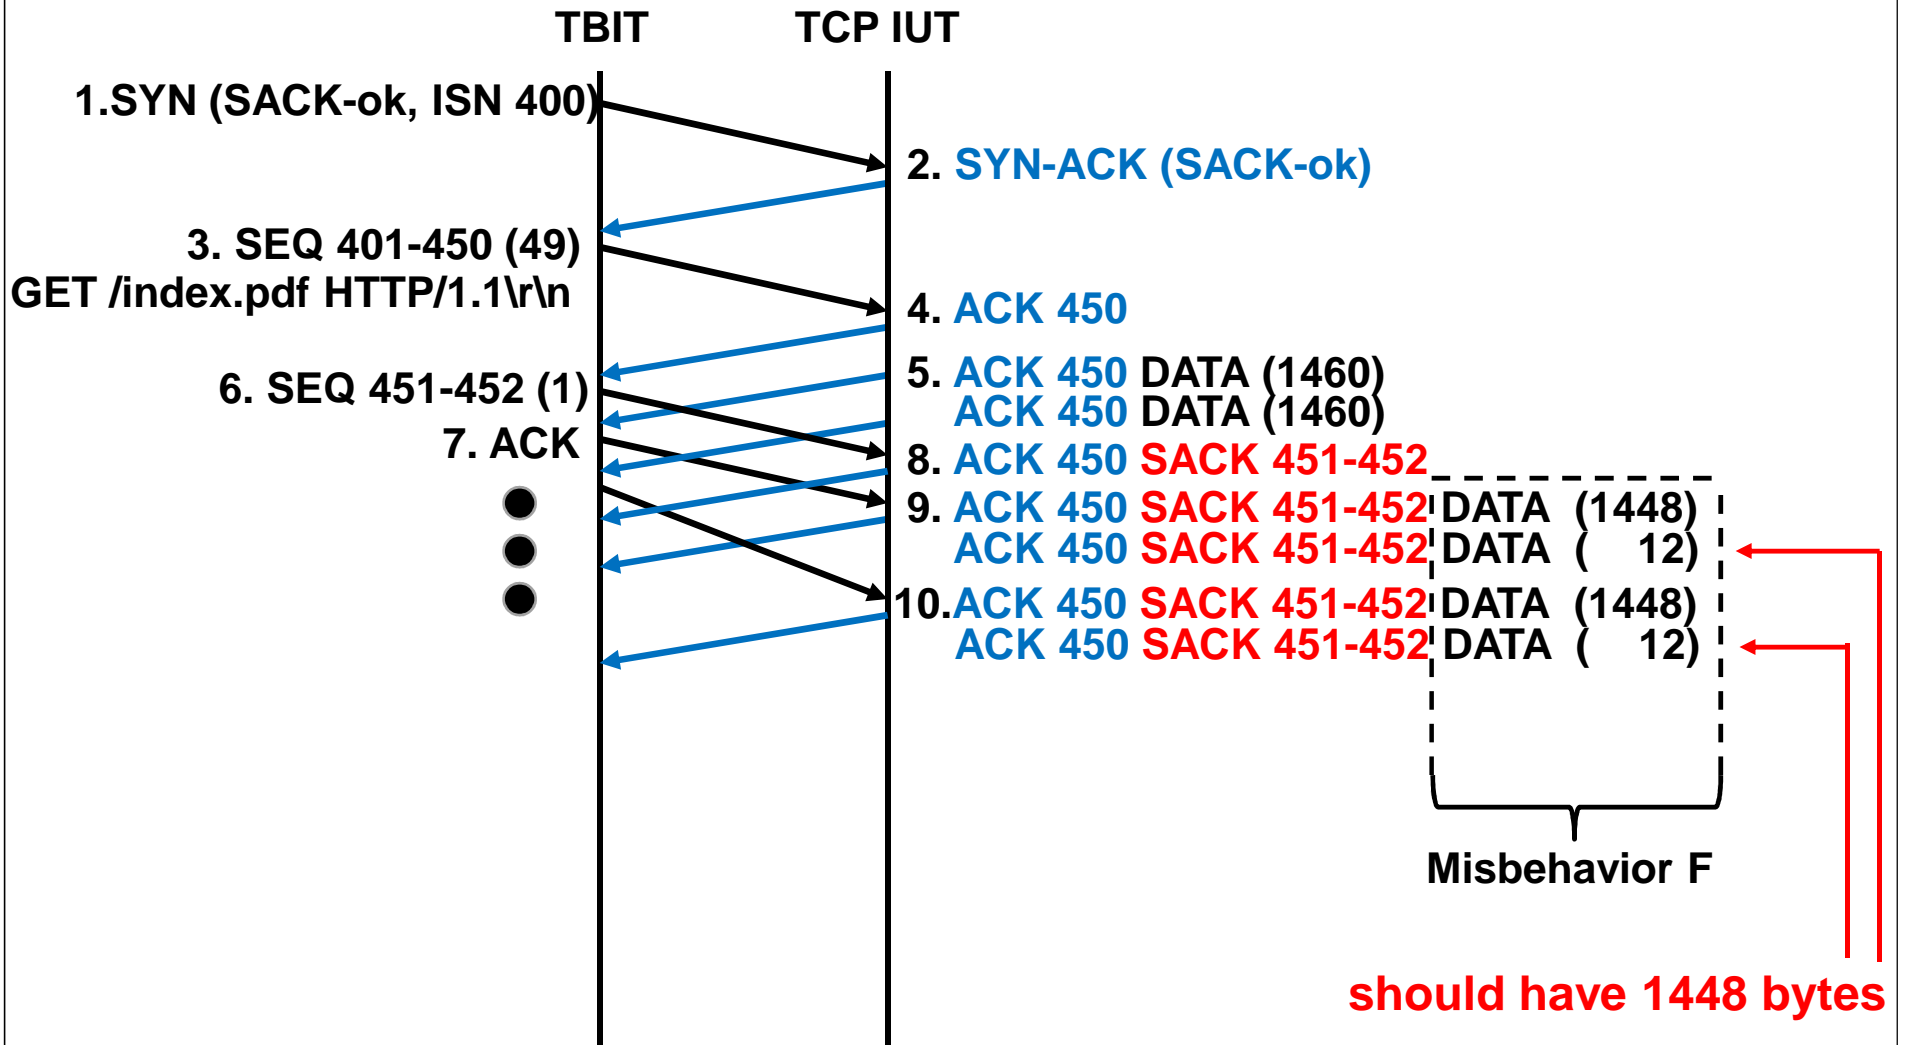 TBIT TCP IUT
1.SYN (SACK-ok, ISN 400)
2. SYN-ACK (SACK-ok)
3. SEQ 401-450 (49)
GET /index.pdf HTTP/1.1\r\n
4. ACK 450
5. ACK 450 DATA (1460)
ACK 450 DATA (1460)
6. SEQ 451-452 (1)
7. ACK
8. ACK 450 SACK 451-452
9. ACK 450 SACK 451-452 DATA (1448)
ACK 450 SACK 451-452 DATA ( 12)
10.ACK 450 SACK 451-452 DATA (1448)
ACK 450 SACK 451-452 DATA ( 12)
Misbehavior F
should have 1448 bytes